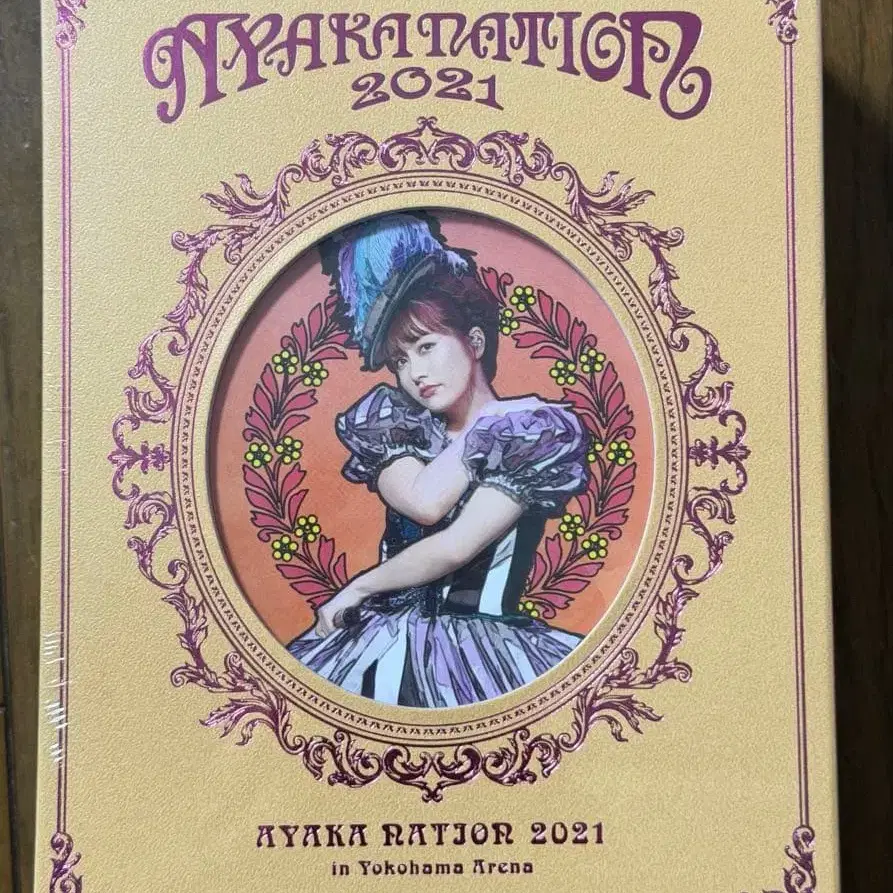 AYAKA NATION
2021
AYAKA NATION 2021
in Yokohama Arena